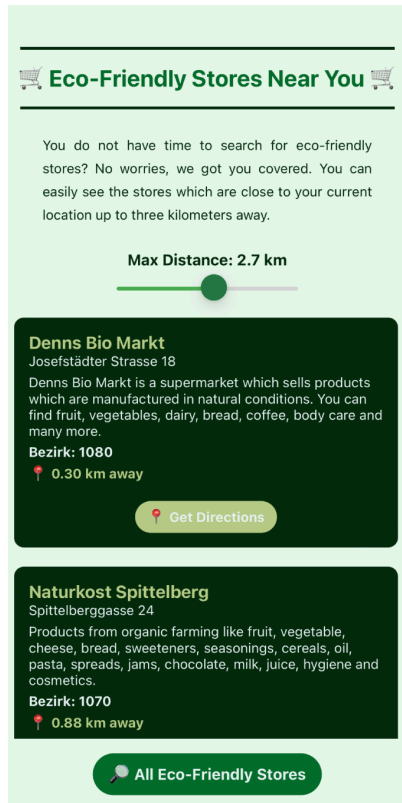 🛒 Eco-Friendly Stores Near You 🛒
You do not have time to search for eco-friendly
stores? No worries, we got you covered. You can
easily see the stores which are close to your current
location up to three kilometers away.
Max Distance: 2.7 km
Denns Bio Markt
Josefstädter Strasse 18
Denns Bio Markt is a supermarket which sells products
which are manufactured in natural conditions. You can
find fruit, vegetables, dairy, bread, coffee, body care and
many more.
Bezirk: 1080
📍 0.30 km away
📍 Get Directions
Naturkost Spittelberg
Spittelberggasse 24
Products from organic farming like fruit, vegetable,
cheese, bread, sweeteners, seasonings, cereals, oil,
pasta, spreads, jams, chocolate, milk, juice, hygiene and
cosmetics.
Bezirk: 1070
📍 0.88 km away
🔎 All Eco-Friendly Stores